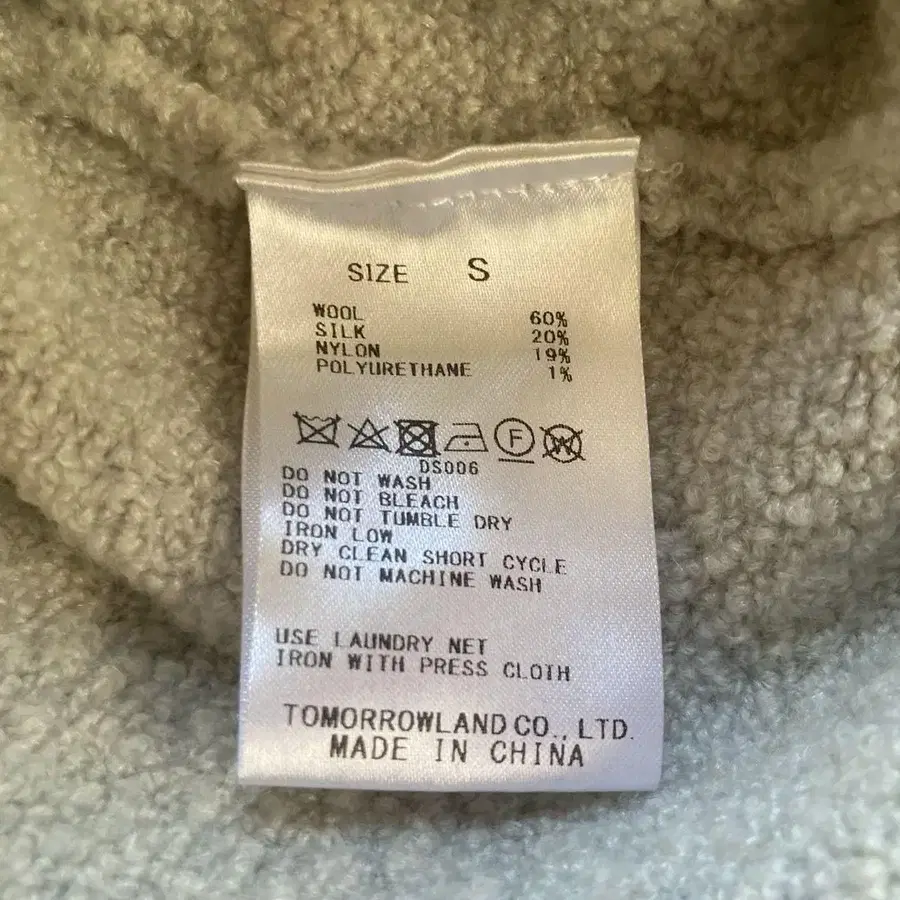 SIZE S
WOOL 60%
SILK 20%
NYLON 19%
POLYURETHANE 1%
F W
DS006
DO NOT WASH
DO NOT BLEACH
DO NOT TUMBLE DRY
IRON LOW
DRY CLEAN SHORT CYCLE
DO NOT MACHINE WASH
USE LAUNDRY NET
IRON WITH PRESS CLOTH
TOMORROWLAND CO., LTD.
MADE IN CHINA